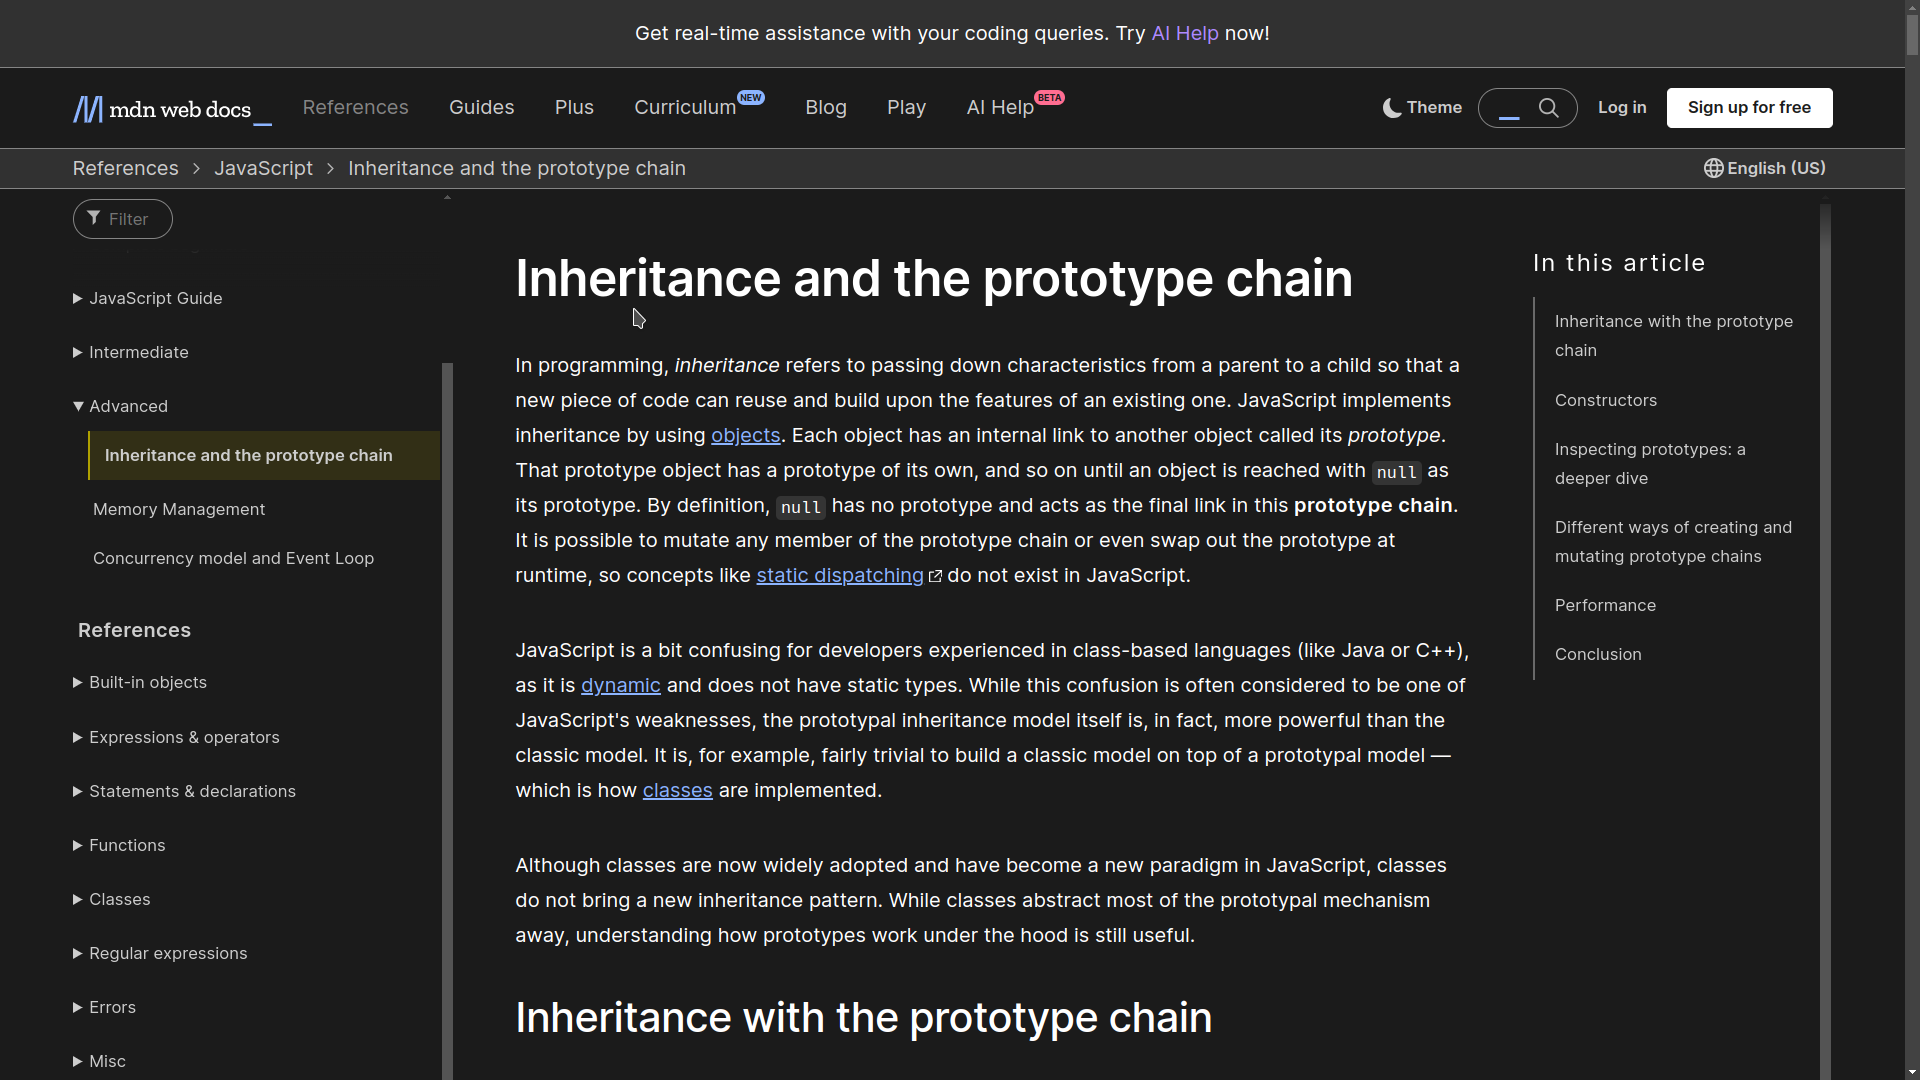 Get real-time assistance with your coding queries. Try AI Help now!
mdn web docs_
References
Guides
Plus
Curriculum NEW
Blog
Play
AI Help BETA
Theme
_
Log in
Sign up for free
References
JavaScript
Inheritance and the prototype chain
English (US)
Filter
JavaScript Guide
Intermediate
Advanced
Inheritance and the prototype chain
Memory Management
Concurrency model and Event Loop
References
Built-in objects
Expressions & operators
Statements & declarations
Functions
Classes
Regular expressions
Errors
Misc
Inheritance and the prototype chain
In programming, inheritance refers to passing down characteristics from a parent to a child so that a
new piece of code can reuse and build upon the features of an existing one. JavaScript implements
inheritance by using objects. Each object has an internal link to another object called its prototype.
That prototype object has a prototype of its own, and so on until an object is reached with null as
its prototype. By definition, null has no prototype and acts as the final link in this prototype chain.
It is possible to mutate any member of the prototype chain or even swap out the prototype at
runtime, so concepts like static dispatching do not exist in JavaScript.
JavaScript is a bit confusing for developers experienced in class-based languages (like Java or C++),
as it is dynamic and does not have static types. While this confusion is often considered to be one of
JavaScript's weaknesses, the prototypal inheritance model itself is, in fact, more powerful than the
classic model. It is, for example, fairly trivial to build a classic model on top of a prototypal model —
which is how classes are implemented.
Although classes are now widely adopted and have become a new paradigm in JavaScript, classes
do not bring a new inheritance pattern. While classes abstract most of the prototypal mechanism
away, understanding how prototypes work under the hood is still useful.
Inheritance with the prototype chain
In this article
Inheritance with the prototype
chain
Constructors
Inspecting prototypes: a
deeper dive
Different ways of creating and
mutating prototype chains
Performance
Conclusion